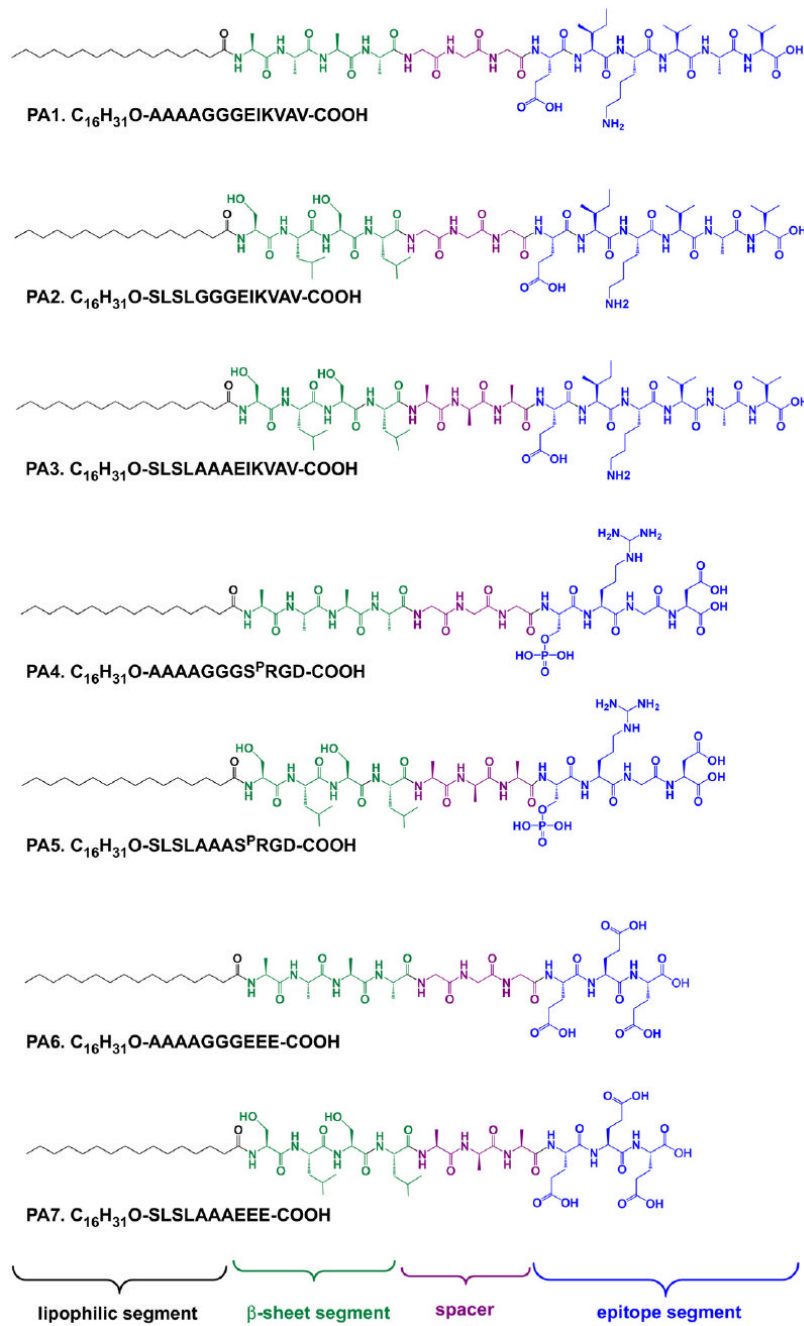 PA1. C₁₆H₃₁O-AAAAGGGEIKVAV-COOH
PA2. C₁₆H₃₁O-SLSLGGGEIKVAV-COOH
PA3. C₁₆H₃₁O-SLSLAAAEIKVAV-COOH
PA4. C₁₆H₃₁O-AAAAGGGSᴾRGD-COOH
PA5. C₁₆H₃₁O-SLSLAAASᴾRGD-COOH
PA6. C₁₆H₃₁O-AAAAGGGEEE-COOH
PA7. C₁₆H₃₁O-SLSLAAAEEE-COOH
lipophilic segment β-sheet segment spacer epitope segment